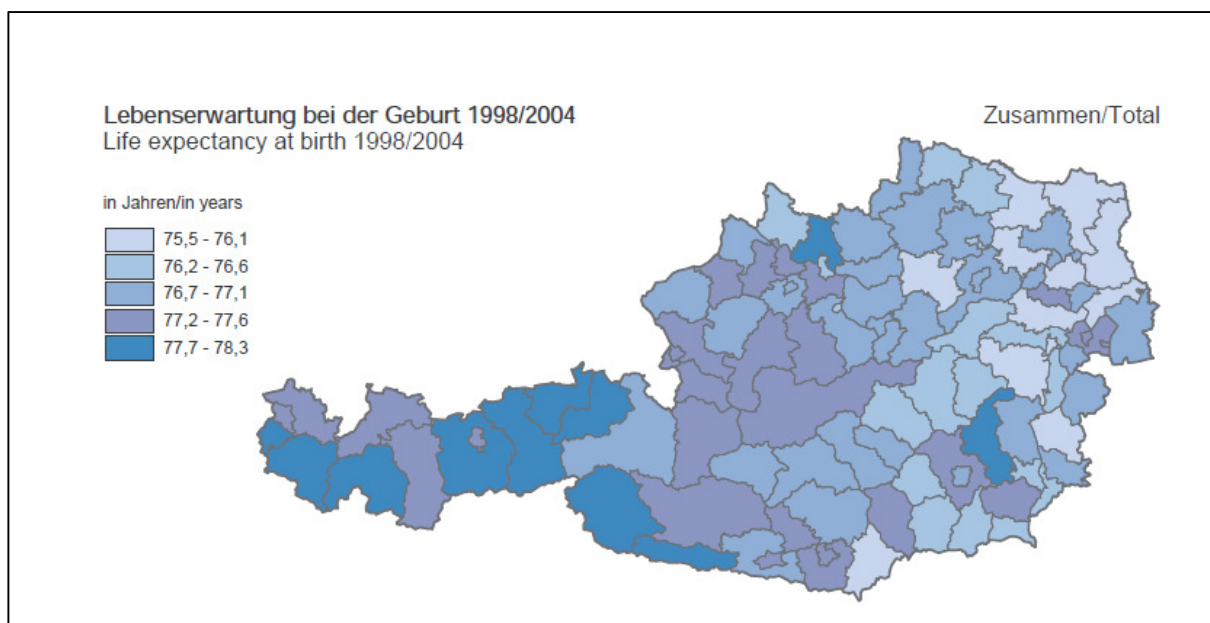 Lebenserwartung bei der Geburt 1998/2004
Life expectancy at birth 1998/2004
Zusammen/Total
in Jahren/in years
75,5 - 76,1
76,2 - 76,6
76,7 - 77,1
77,2 - 77,6
77,7 - 78,3